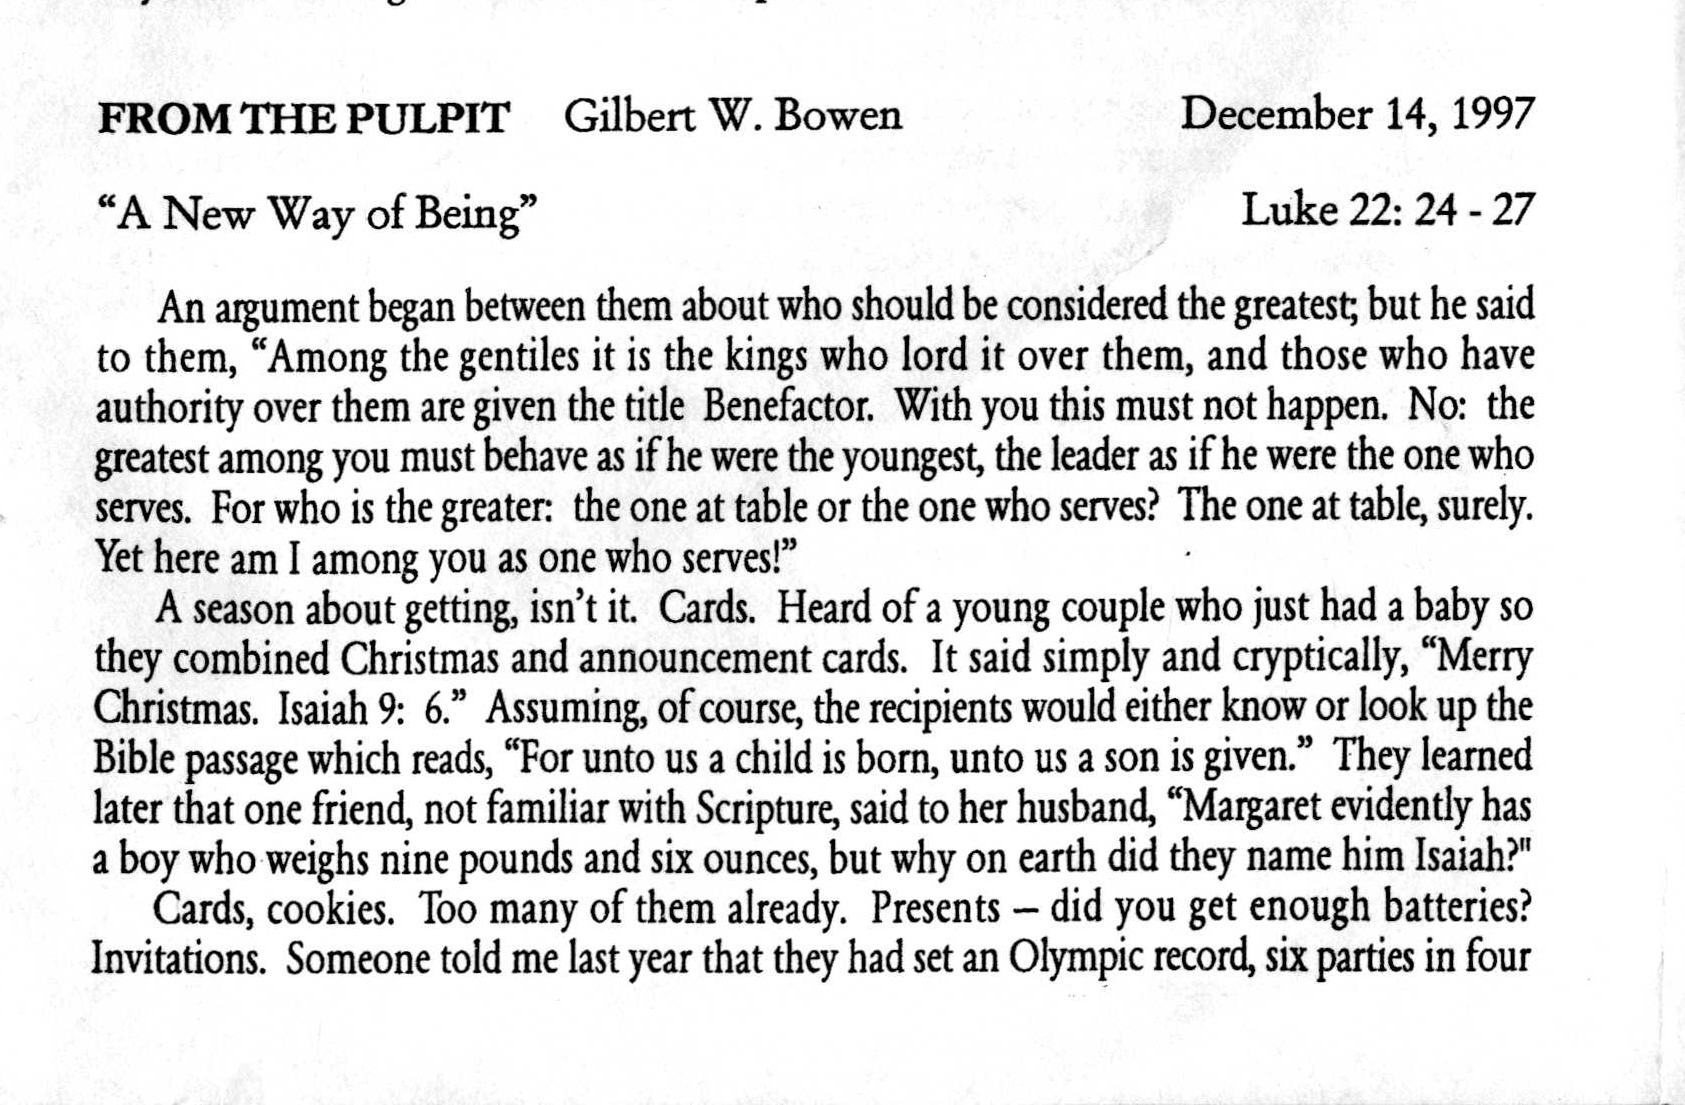 FROM THE PULPIT Gilbert W. Bowen December 14, 1997
“A New Way of Being” Luke 22: 24 - 27
An argument began between them about who should be considered the greatest; but he said
to them, “Among the gentiles it is the kings who lord it over them, and those who have
authority over them are given the title Benefactor. With you this must not happen. No: the
greatest among you must behave as if he were the youngest, the leader as if he were the one who
serves. For who is the greater: the one at table or the one who serves? The one at table, surely.
Yet here am I among you as one who serves!”
A season about getting, isn’t it. Cards. Heard of a young couple who just had a baby so
they combined Christmas and announcement cards. It said simply and cryptically, “Merry
Christmas. Isaiah 9: 6.” Assuming, of course, the recipients would either know or look up the
Bible passage which reads, “For unto us a child is born, unto us a son is given.” They learned
later that one friend, not familiar with Scripture, said to her husband, “Margaret evidently has
a boy who weighs nine pounds and six ounces, but why on earth did they name him Isaiah?"
Cards, cookies. Too many of them already. Presents – did you get enough batteries?
Invitations. Someone told me last year that they had set an Olympic record, six parties in four